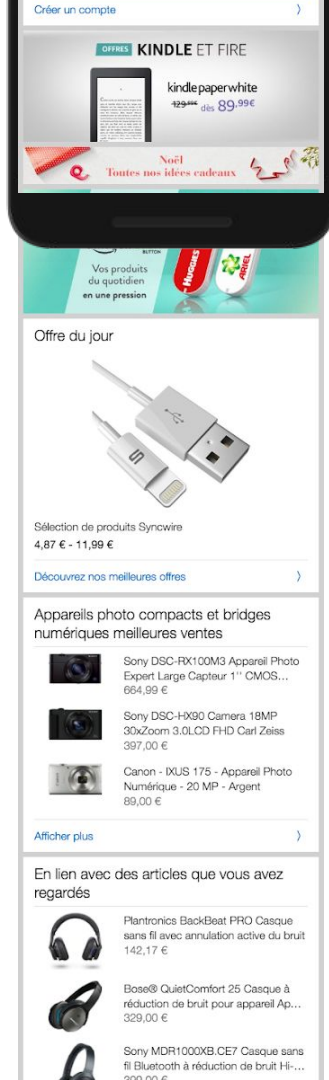 Créer un compte
OFFRES KINDLE ET FIRE
kindle paperwhite
129,99€ dès 89,99€
Noël
Toutes nos idées cadeaux
BUTTON
Vos produits
du quotidien
en une pression
HUGGIES
ARIEL
Offre du jour
Sélection de produits Syncwire
4,87 € - 11,99 €
Découvrez nos meilleures offres
Appareils photo compacts et bridges
numériques meilleures ventes
Sony DSC-RX100M3 Appareil Photo
Expert Large Capteur 1'' CMOS...
664,99 €
Sony DSC-HX90 Camera 18MP
30xZoom 3.0LCD FHD Carl Zeiss
397,00 €
Canon - IXUS 175 - Appareil Photo
Numérique - 20 MP - Argent
89,00 €
Afficher plus
En lien avec des articles que vous avez
regardés
Plantronics BackBeat PRO Casque
sans fil avec annulation active du bruit
142,17 €
Bose® QuietComfort 25 Casque à
réduction de bruit pour appareil Ap...
329,00 €
Sony MDR1000XB.CE7 Casque sans
fil Bluetooth à réduction de bruit Hi-...